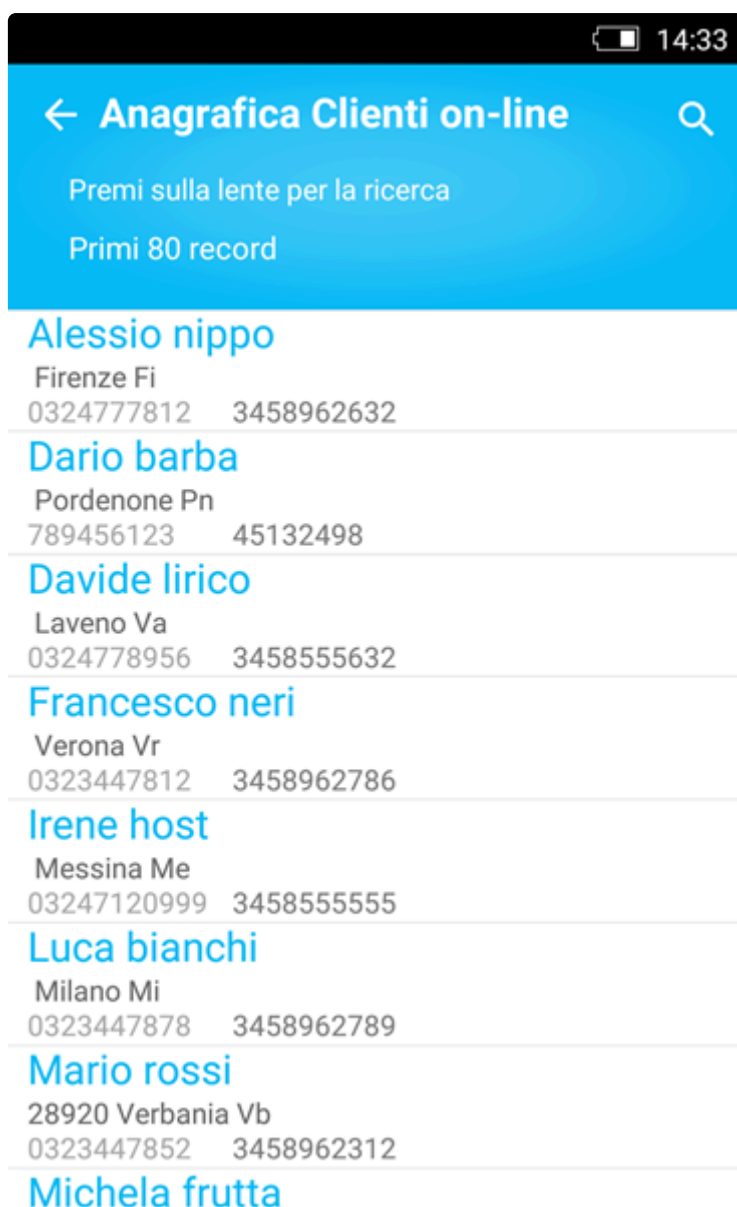 14:33
Anagrafica Clienti on-line
Premi sulla lente per la ricerca
Primi 80 record
Alessio nippo
Firenze Fi
0324777812 3458962632
Dario barba
Pordenone Pn
789456123 45132498
Davide lirico
Laveno Va
0324778956 3458555632
Francesco neri
Verona Vr
0323447812 3458962786
Irene host
Messina Me
03247120999 3458555555
Luca bianchi
Milano Mi
0323447878 3458962789
Mario rossi
28920 Verbania Vb
0323447852 3458962312
Michela frutta